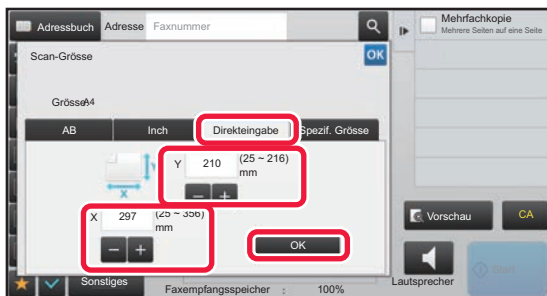 Adressbuch Adresse Faxnummer
Mehrfachkopie
Mehrere Seiten auf eine Seite
Scan-Grösse
OK
Grösse A4
AB Inch Direkteingabe Spezif. Grösse
Y 210 (25 ~ 216)
mm
Y
X
X 297 (25 ~ 356)
mm
OK
Vorschau
CA
Sonstiges
Faxempfangsspeicher : 100%
Lautsprecher
Start